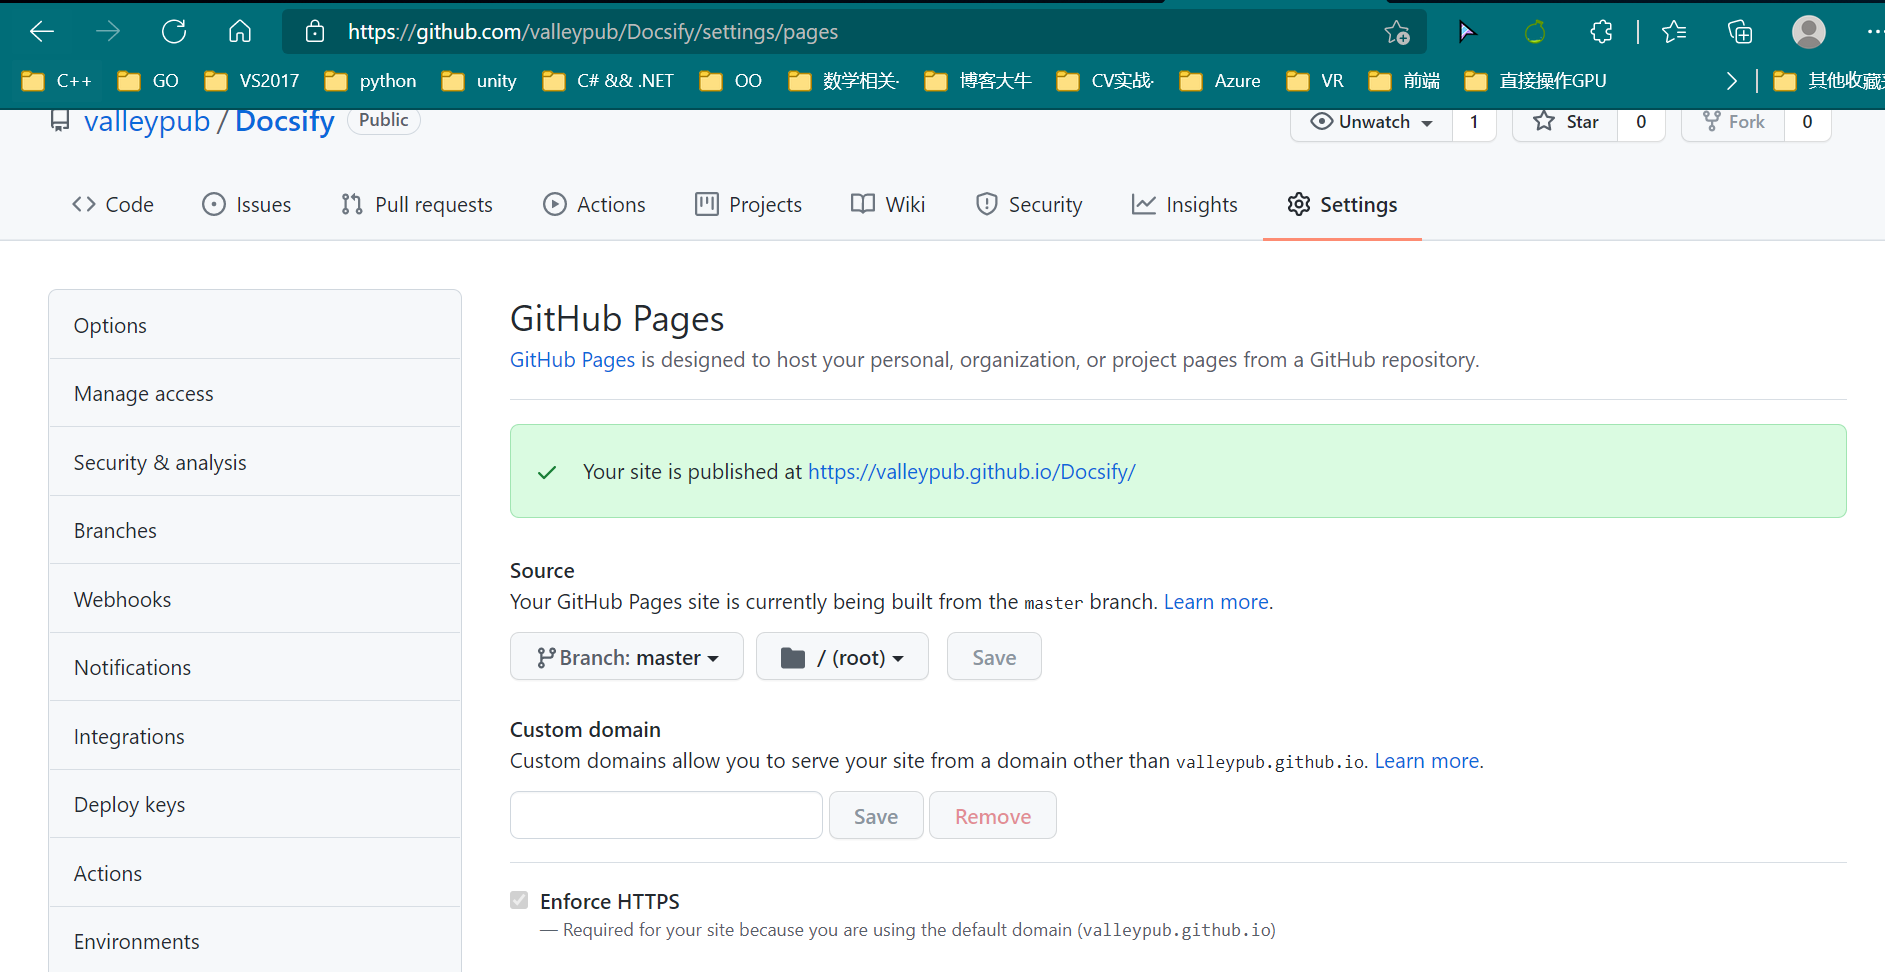 https://github.com/valleypub/Docsify/settings/pages
C++ GO VS2017 python unity C# && .NET OO 数学相关· 博客大牛 CV实战· Azure VR 前端 直接操作GPU 其他收藏夹
valleypub / Docsify Public Unwatch 1 Star 0 Fork 0
Code Issues Pull requests Actions Projects Wiki Security Insights Settings
Options
Manage access
Security & analysis
Branches
Webhooks
Notifications
Integrations
Deploy keys
Actions
Environments
GitHub Pages
GitHub Pages is designed to host your personal, organization, or project pages from a GitHub repository.
Your site is published at https://valleypub.github.io/Docsify/
Source
Your GitHub Pages site is currently being built from the master branch. Learn more.
Branch: master / (root) Save
Custom domain
Custom domains allow you to serve your site from a domain other than valleypub.github.io. Learn more.
Save Remove
Enforce HTTPS
— Required for your site because you are using the default domain (valleypub.github.io)